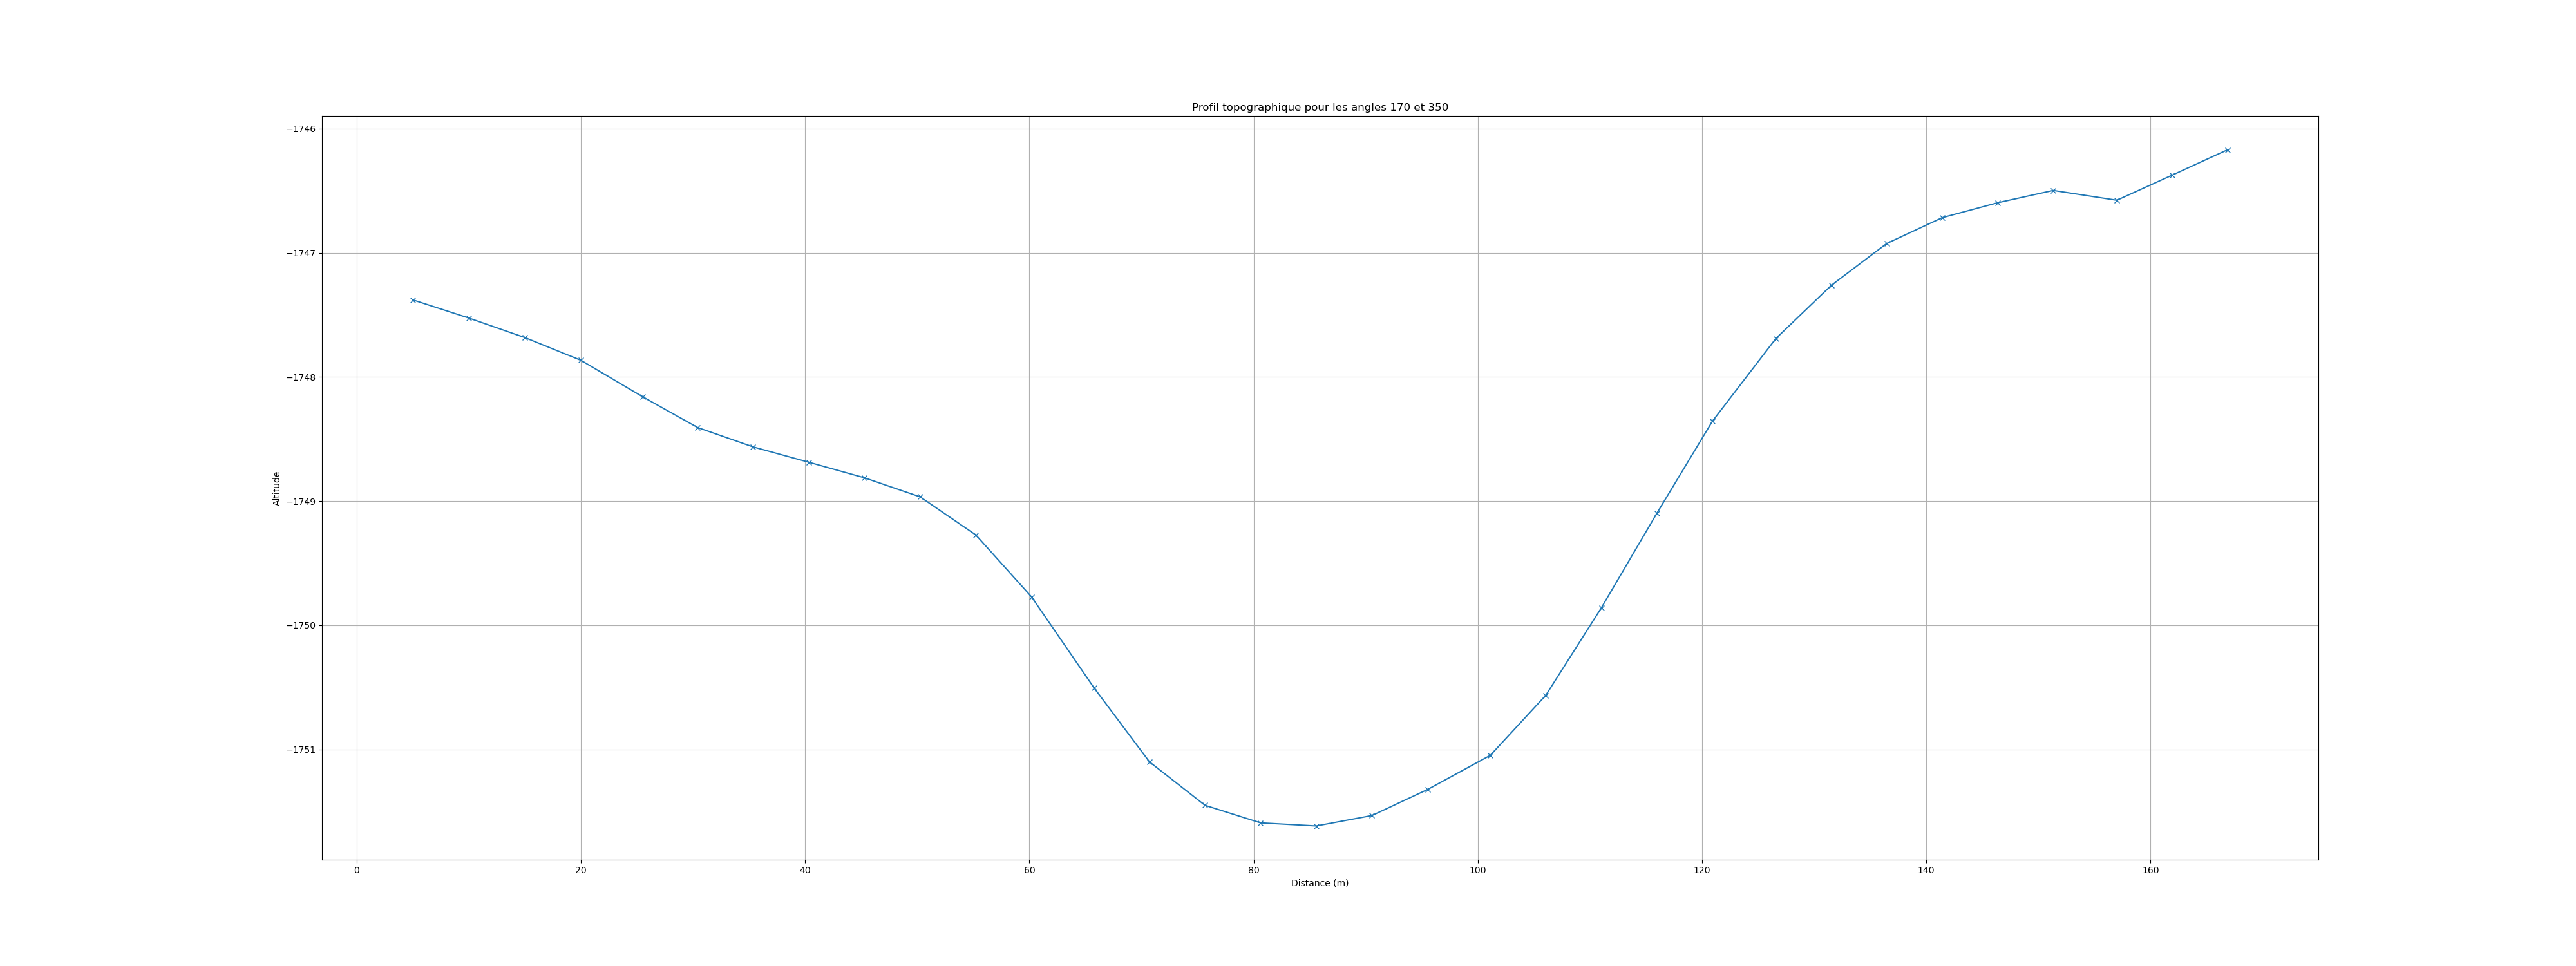 Profil topographique pour les angles 170 et 350
−1746
−1747
−1748
−1749
−1750
−1751
Altitude
0 20 40 60 80 100 120 140 160
Distance (m)